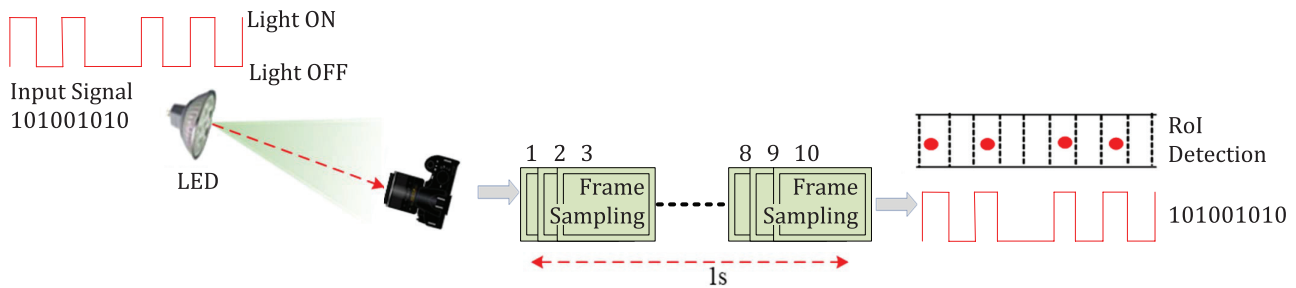 Light ON
Light OFF
Input Signal
101001010
LED
1 2 3
Frame
Sampling
8 9 10
Frame
Sampling
1s
RoI
Detection
101001010